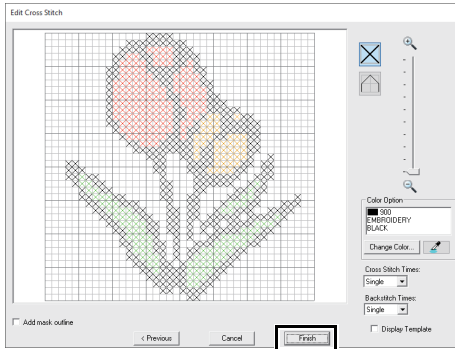 Edit Cross Stitch
Color Option
900
EMBROIDERY
BLACK
Change Color...
Cross Stitch Times:
Single
Backstitch Times:
Single
Display Template
Add mask outline
< Previous
Cancel
Finish